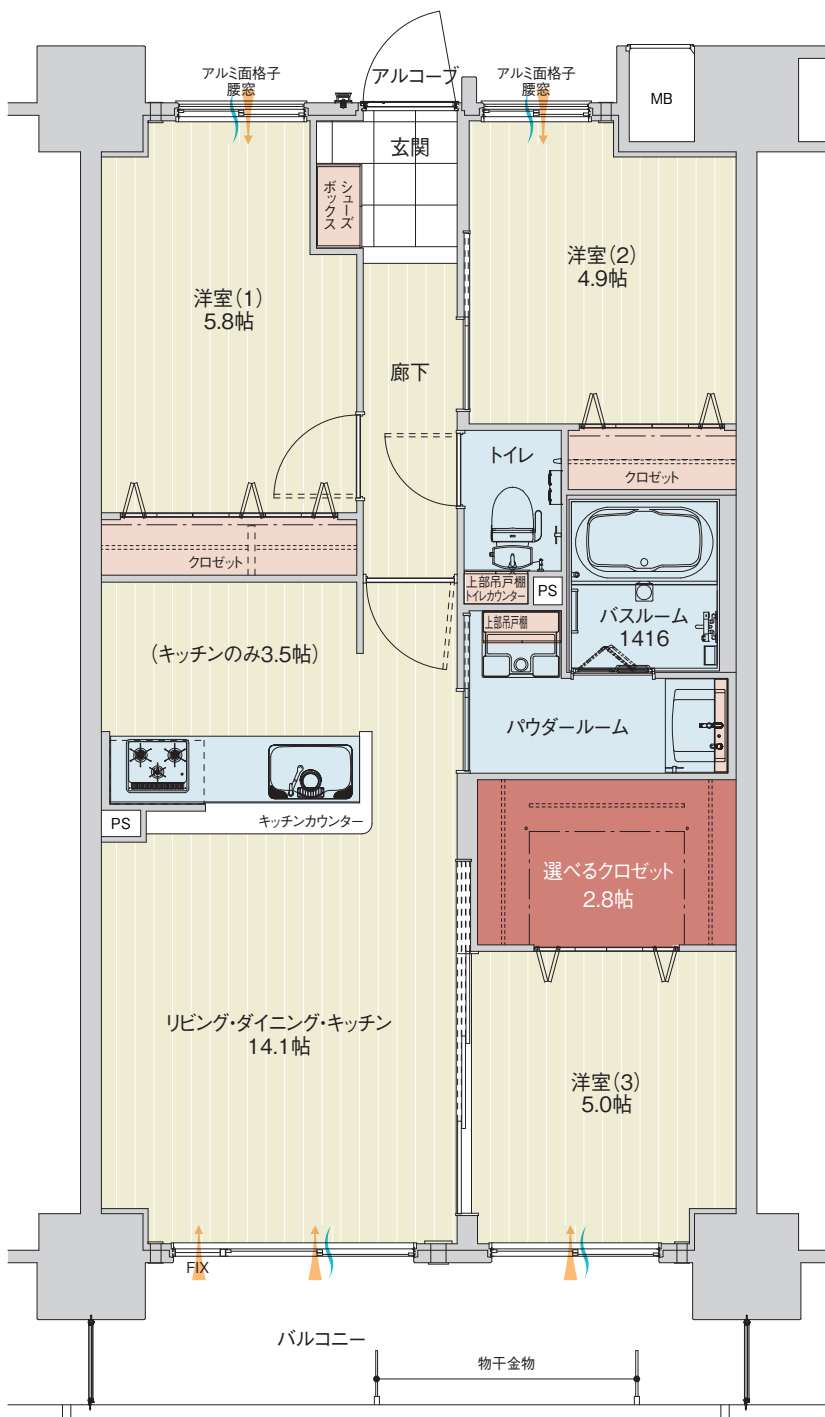 アルミ面格子
腰窓
アルコーブ
アルミ面格子
腰窓
MB
玄関
シューズ
ボックス
洋室(2)
4.9帖
洋室(1)
5.8帖
廊下
トイレ
クロゼット
クロゼット
上部吊戸棚
トイレカウンター
PS
上部吊戸棚
バスルーム
1416
(キッチンのみ3.5帖)
パウダールーム
PS
キッチンカウンター
選べるクロゼット
2.8帖
リビング・ダイニング・キッチン
14.1帖
洋室(3)
5.0帖
FIX
バルコニー
物干金物